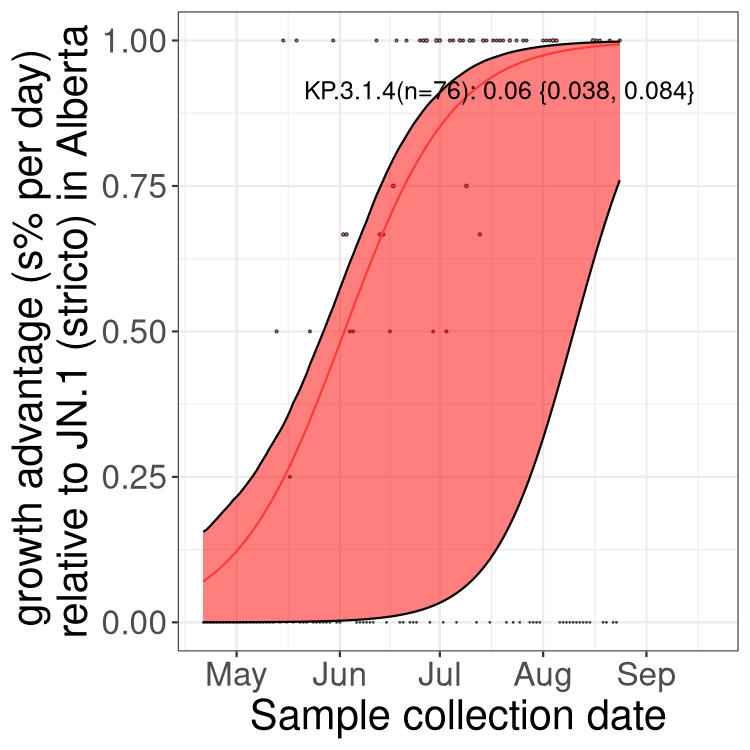 growth advantage (s% per day)
relative to JN.1 (stricto) in Alberta
1.00
0.75
0.50
0.25
0.00
KP.3.1.4(n=76): 0.06 {0.038, 0.084}
May Jun Jul Aug Sep
Sample collection date